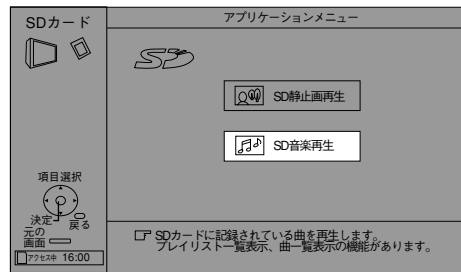 SDカード
アプリケーションメニュー
SD
SD静止画再生
SD音楽再生
項目選択
決定
戻る
元の
画面
アクセス中 16:00
SDカードに記録されている曲を再生します。
プレイリスト一覧表示、曲一覧表示の機能があります。